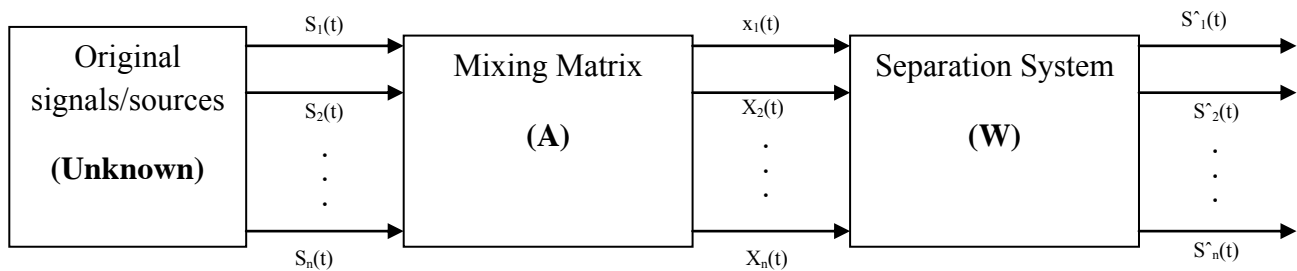 Original
signals/sources
(Unknown)
S₁(t)
S₂(t)
.
.
.
Sₙ(t)
Mixing Matrix
(A)
x₁(t)
X₂(t)
.
.
.
Xₙ(t)
Separation System
(W)
S^₁(t)
S^₂(t)
.
.
.
S^ₙ(t)